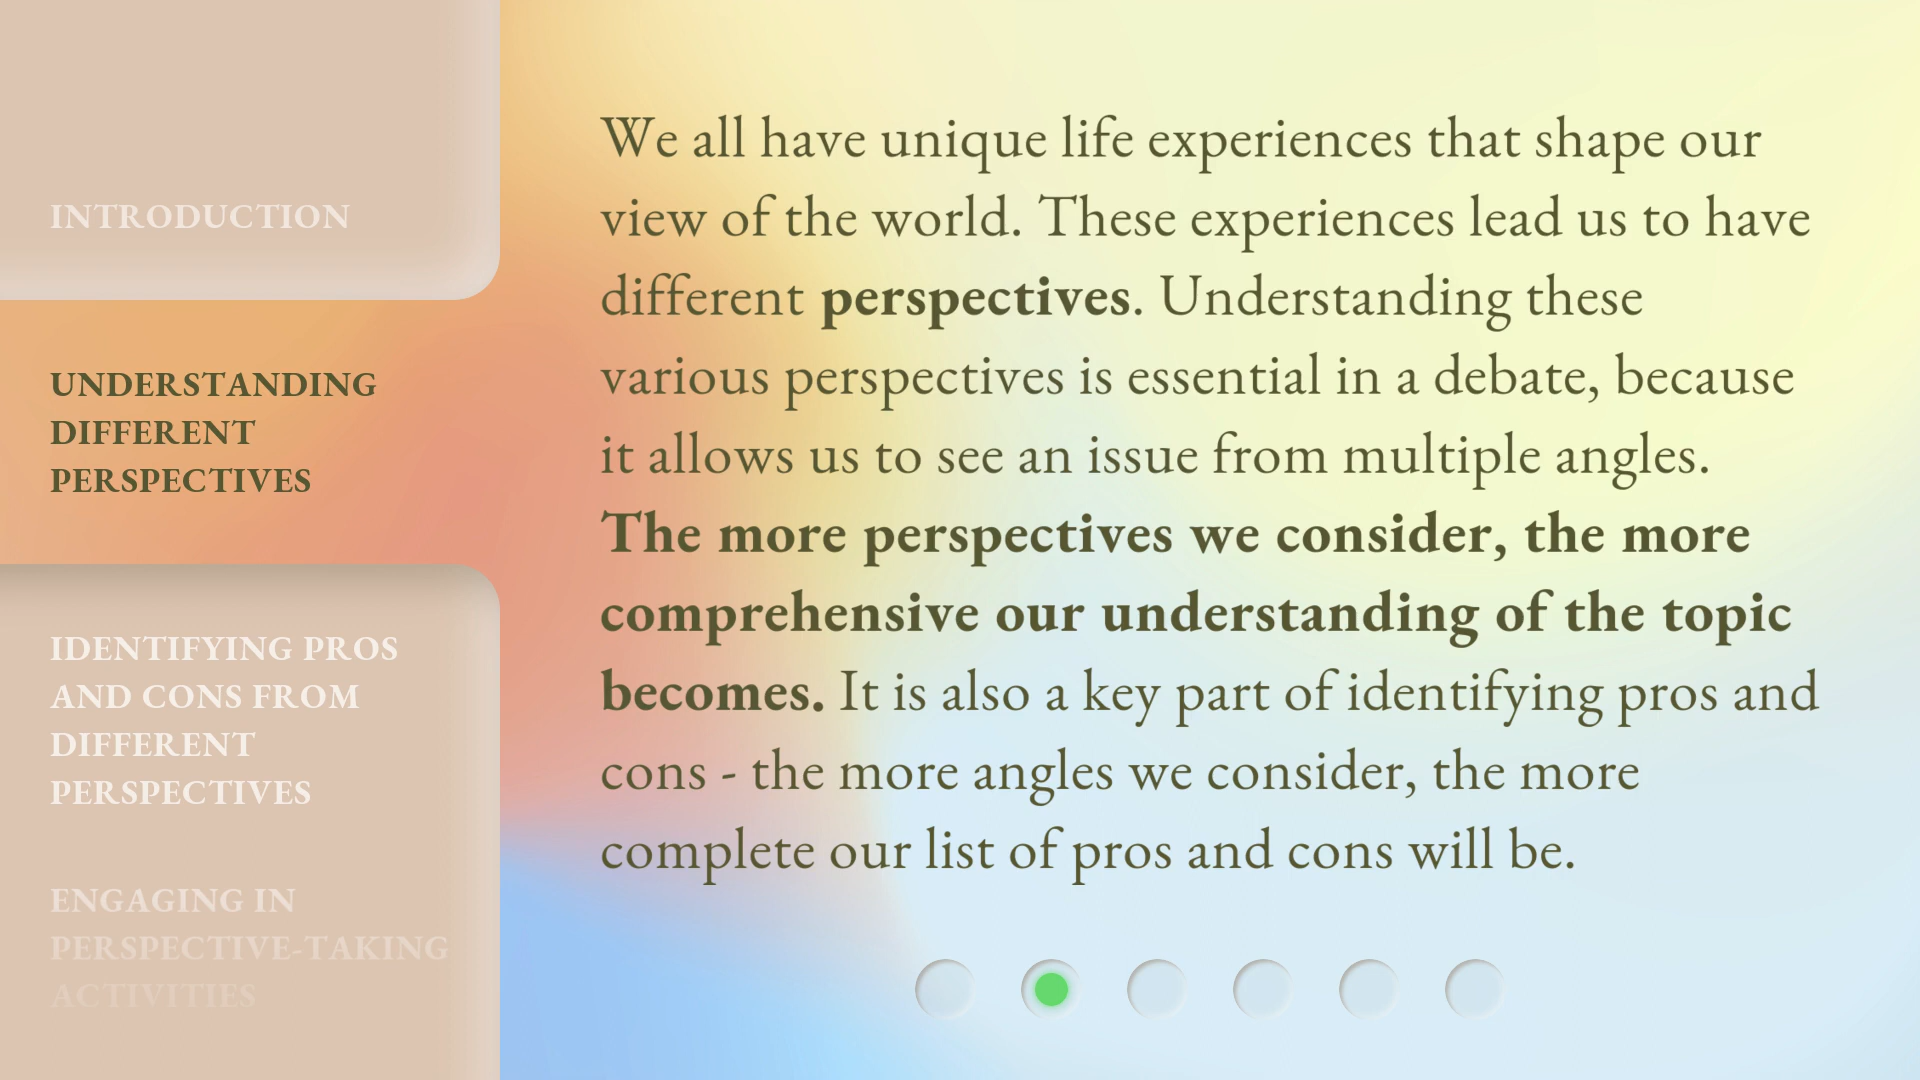 INTRODUCTION
UNDERSTANDING
DIFFERENT
PERSPECTIVES
IDENTIFYING PROS
AND CONS FROM
DIFFERENT
PERSPECTIVES
ENGAGING IN
PERSPECTIVE-TAKING
ACTIVITIES
We all have unique life experiences that shape our
view of the world. These experiences lead us to have
different perspectives. Understanding these
various perspectives is essential in a debate, because
it allows us to see an issue from multiple angles.
The more perspectives we consider, the more
comprehensive our understanding of the topic
becomes. It is also a key part of identifying pros and
cons - the more angles we consider, the more
complete our list of pros and cons will be.